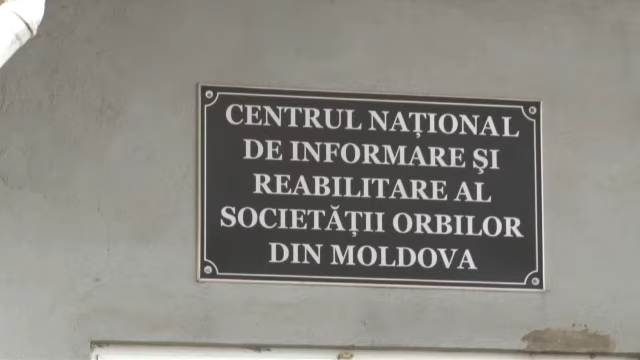 CENTRUL NAȚIONAL
DE INFORMARE ȘI
REABILITARE AL
SOCIETĂȚII ORBILOR
DIN MOLDOVA